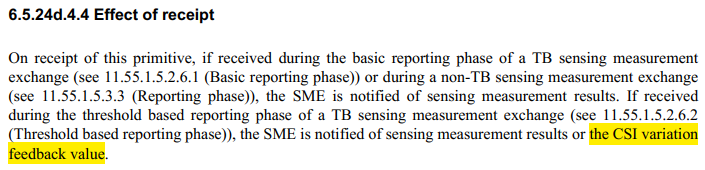 6.5.24d.4.4 Effect of receipt
On receipt of this primitive, if received during the basic reporting phase of a TB sensing measurement
exchange (see 11.55.1.5.2.6.1 (Basic reporting phase)) or during a non-TB sensing measurement exchange
(see 11.55.1.5.3.3 (Reporting phase)), the SME is notified of sensing measurement results. If received
during the threshold based reporting phase of a TB sensing measurement exchange (see 11.55.1.5.2.6.2
(Threshold based reporting phase)), the SME is notified of sensing measurement results or the CSI variation
feedback value.